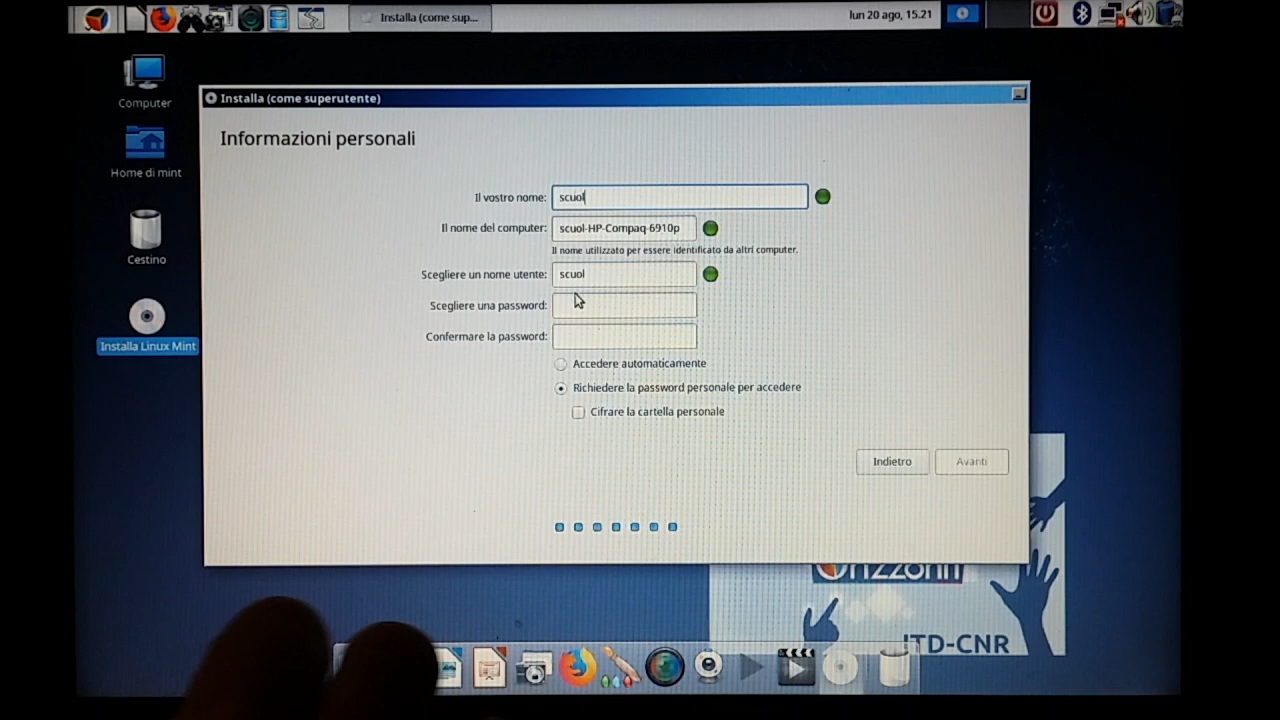 Installa (come sup...
lun 20 ago, 15.21
Computer
Home di mint
Cestino
Installa Linux Mint
Installa (come superutente)
Informazioni personali
Il vostro nome: scuol
Il nome del computer: scuol-HP-Compaq-6910p
Il nome utilizzato per essere identificato da altri computer.
Scegliere un nome utente: scuol
Scegliere una password:
Confermare la password:
Accedere automaticamente
Richiedere la password personale per accedere
Cifrare la cartella personale
Indietro
Avanti
ITD-CNR